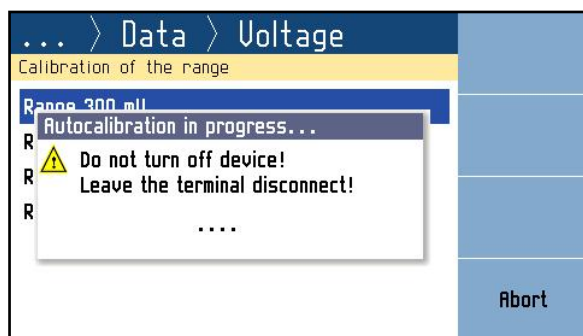 ... > Data > Voltage
Calibration of the range
Range 300 mV
Autocalibration in progress...
R
Do not turn off device!
Leave the terminal disconnect!
R
R
....
Abort